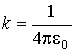 k = 1/(4πε₀)